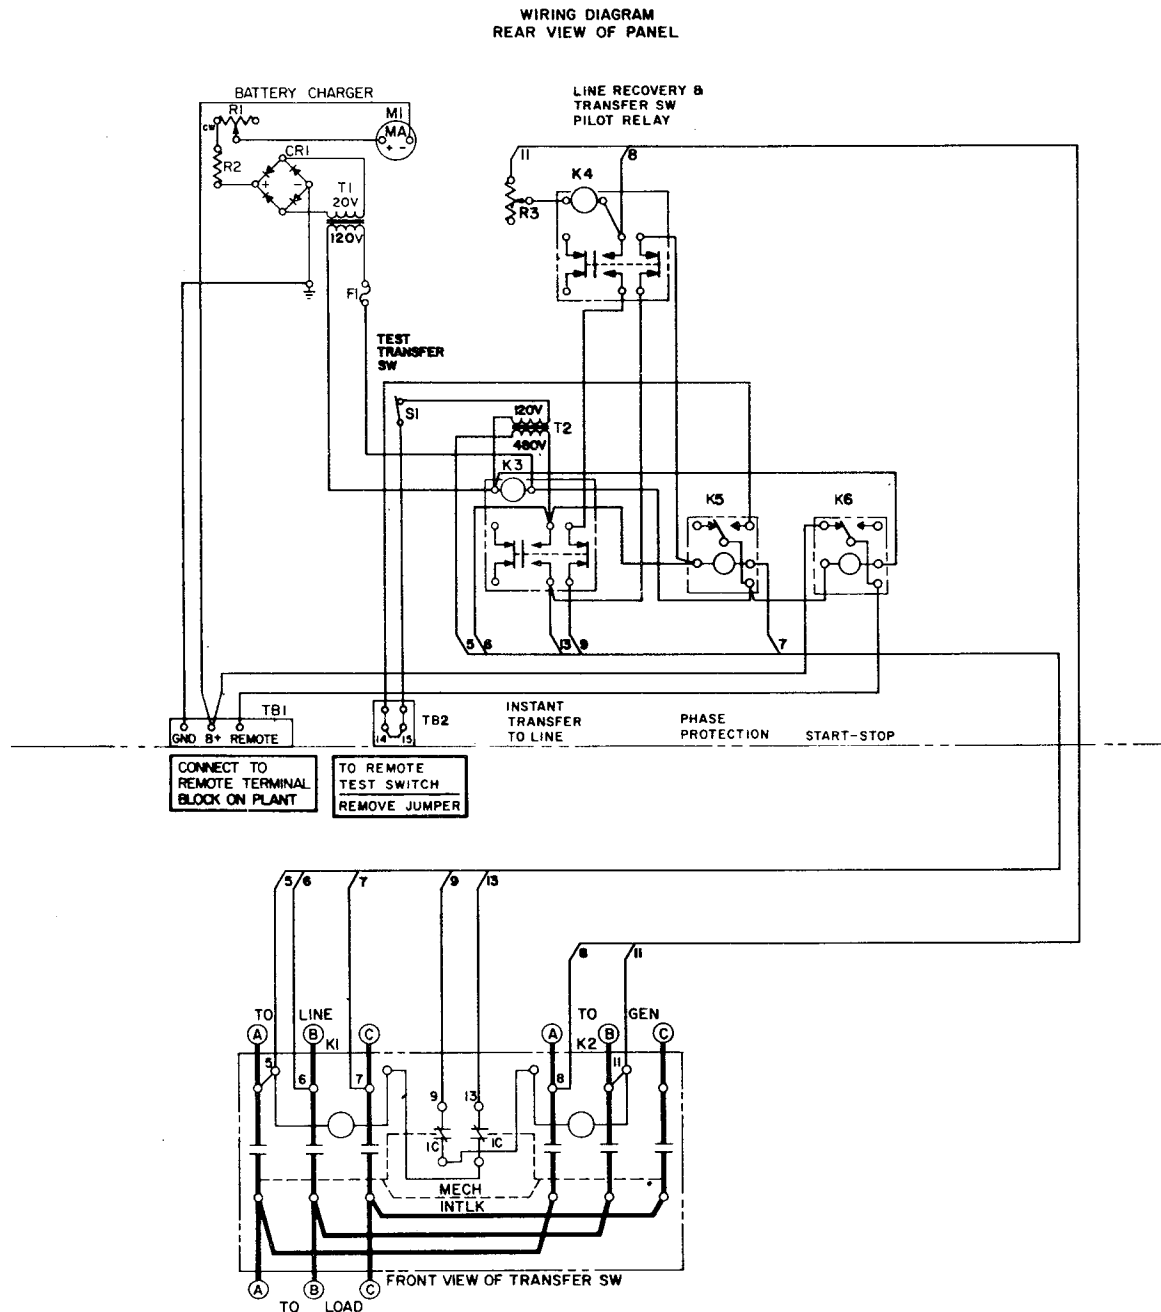 WIRING DIAGRAM
REAR VIEW OF PANEL
BATTERY CHARGER
LINE RECOVERY &
TRANSFER SW
PILOT RELAY
R1
M1
CW
MA
+ -
11
8
R2
CR1
K4
+ -
T1
20V
R3
120V
F1
TEST
TRANSFER
SW
S1
120V
T2
480V
K3
K5
K6
5
6
13
9
7
TB1
TB2
GND B+ REMOTE
14 15
INSTANT
TRANSFER
TO LINE
PHASE
PROTECTION
START-STOP
CONNECT TO
REMOTE TERMINAL
BLOCK ON PLANT
TO REMOTE
TEST SWITCH
REMOVE JUMPER
5
6
7
9
13
8
11
TO LINE
TO GEN
A B C
A B C
K1
K2
5
6
7
9
13
8
11
1C
1C
MECH
INTLK
FRONT VIEW OF TRANSFER SW
A B C
TO LOAD